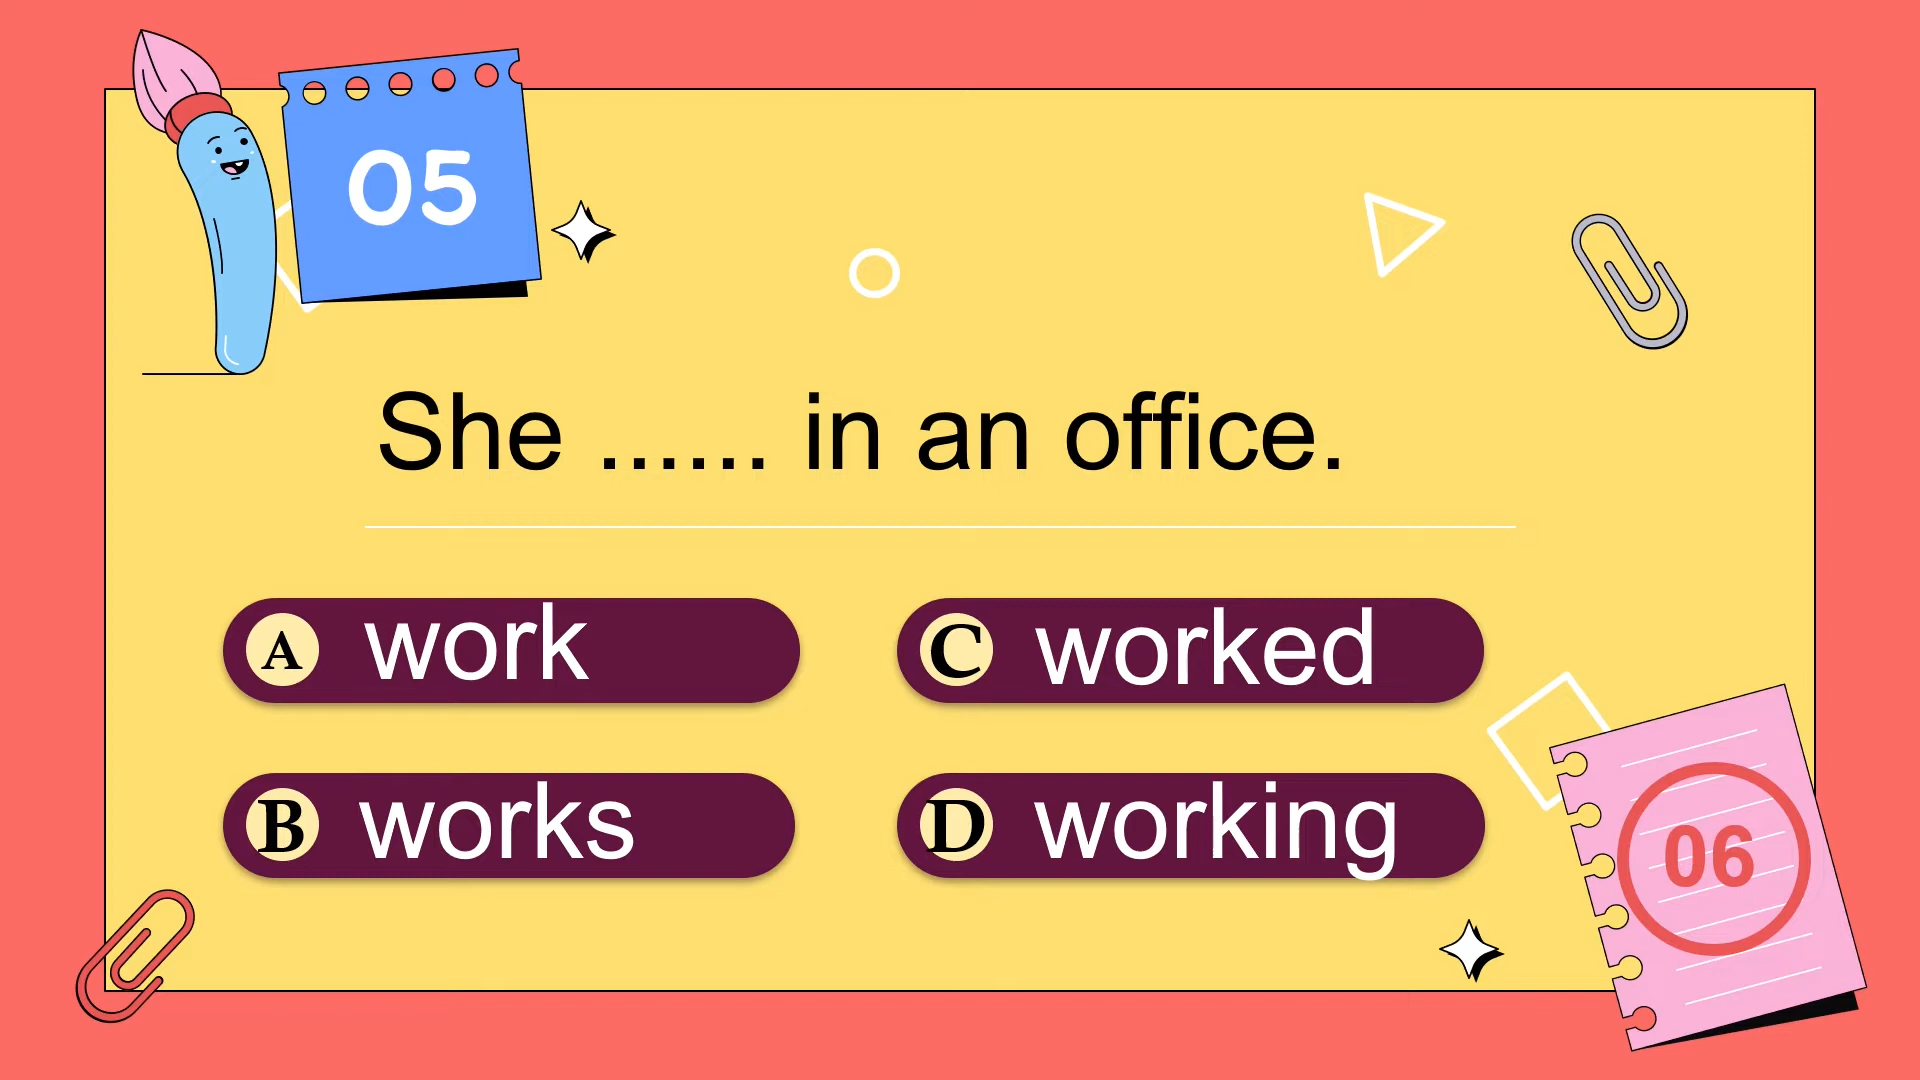 05
She ...... in an office.
A work
C worked
B works
D working
06